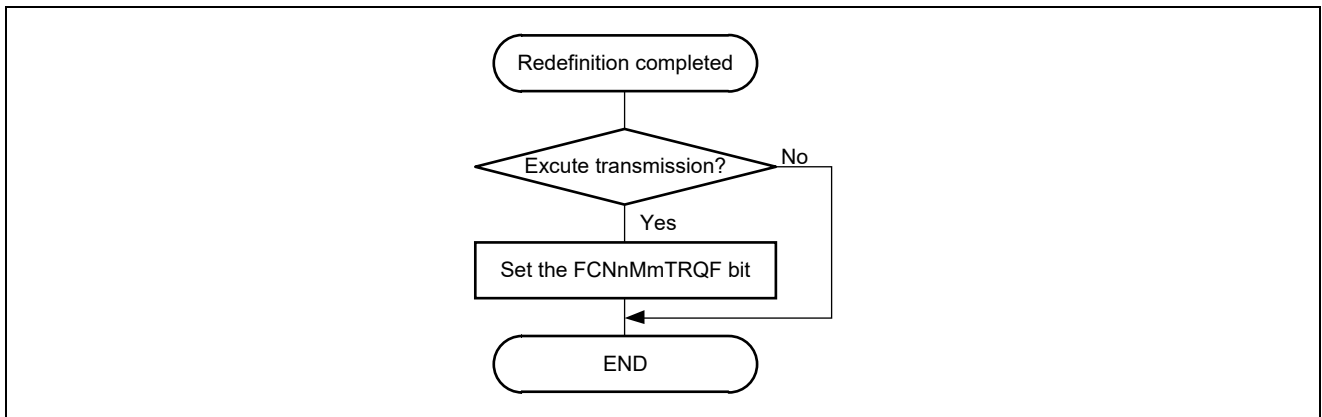 Redefinition completed
Excute transmission?
No
Yes
Set the FCNnMmTRQF bit
END